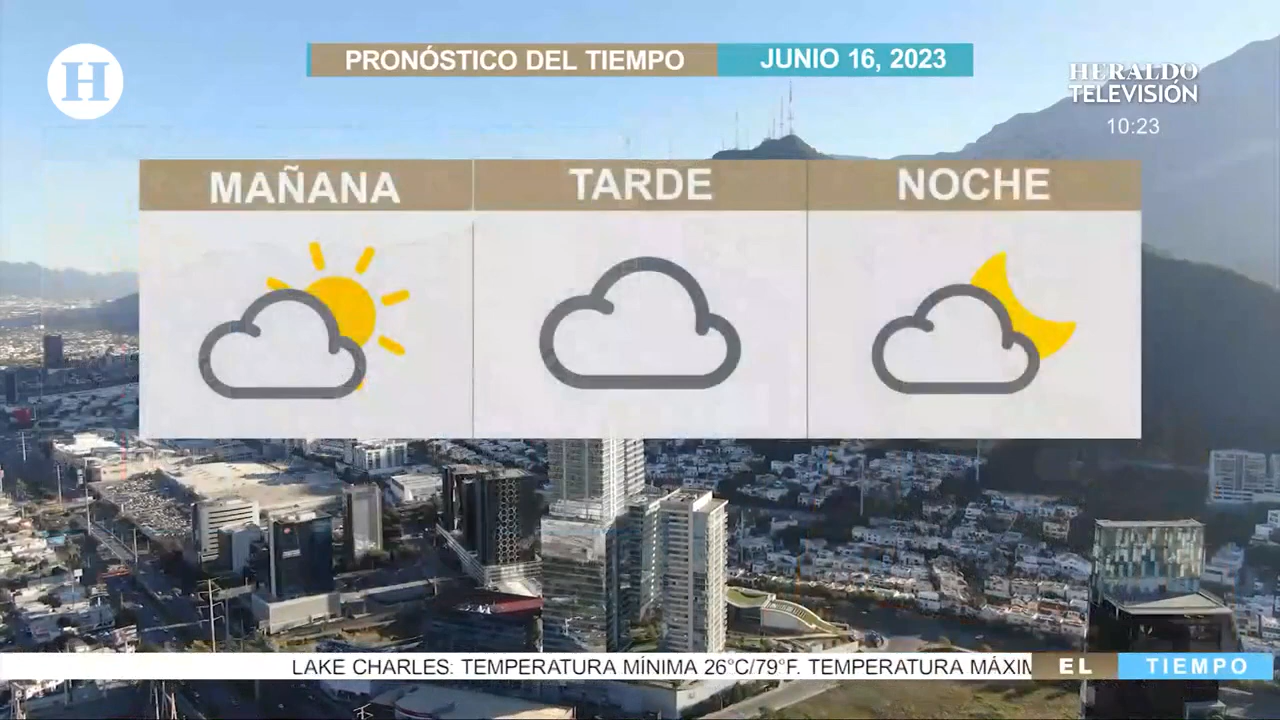 H
PRONÓSTICO DEL TIEMPO
JUNIO 16, 2023
HERALDO
TELEVISIÓN
10:23
MAÑANA
TARDE
NOCHE
LAKE CHARLES: TEMPERATURA MÍNIMA 26°C/79°F. TEMPERATURA MÁXIM
EL TIEMPO